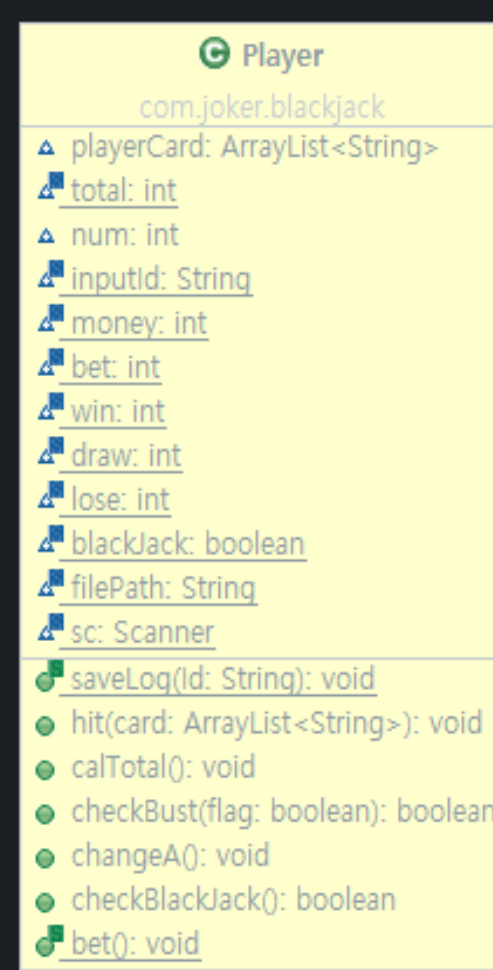 Player
com.joker.blackjack
playerCard: ArrayList<String>
total: int
num: int
inputId: String
money: int
bet: int
win: int
draw: int
lose: int
blackJack: boolean
filePath: String
sc: Scanner
saveLog(Id: String): void
hit(card: ArrayList<String>): void
calTotal(): void
checkBust(flag: boolean): boolean
changeA(): void
checkBlackJack(): boolean
bet(): void